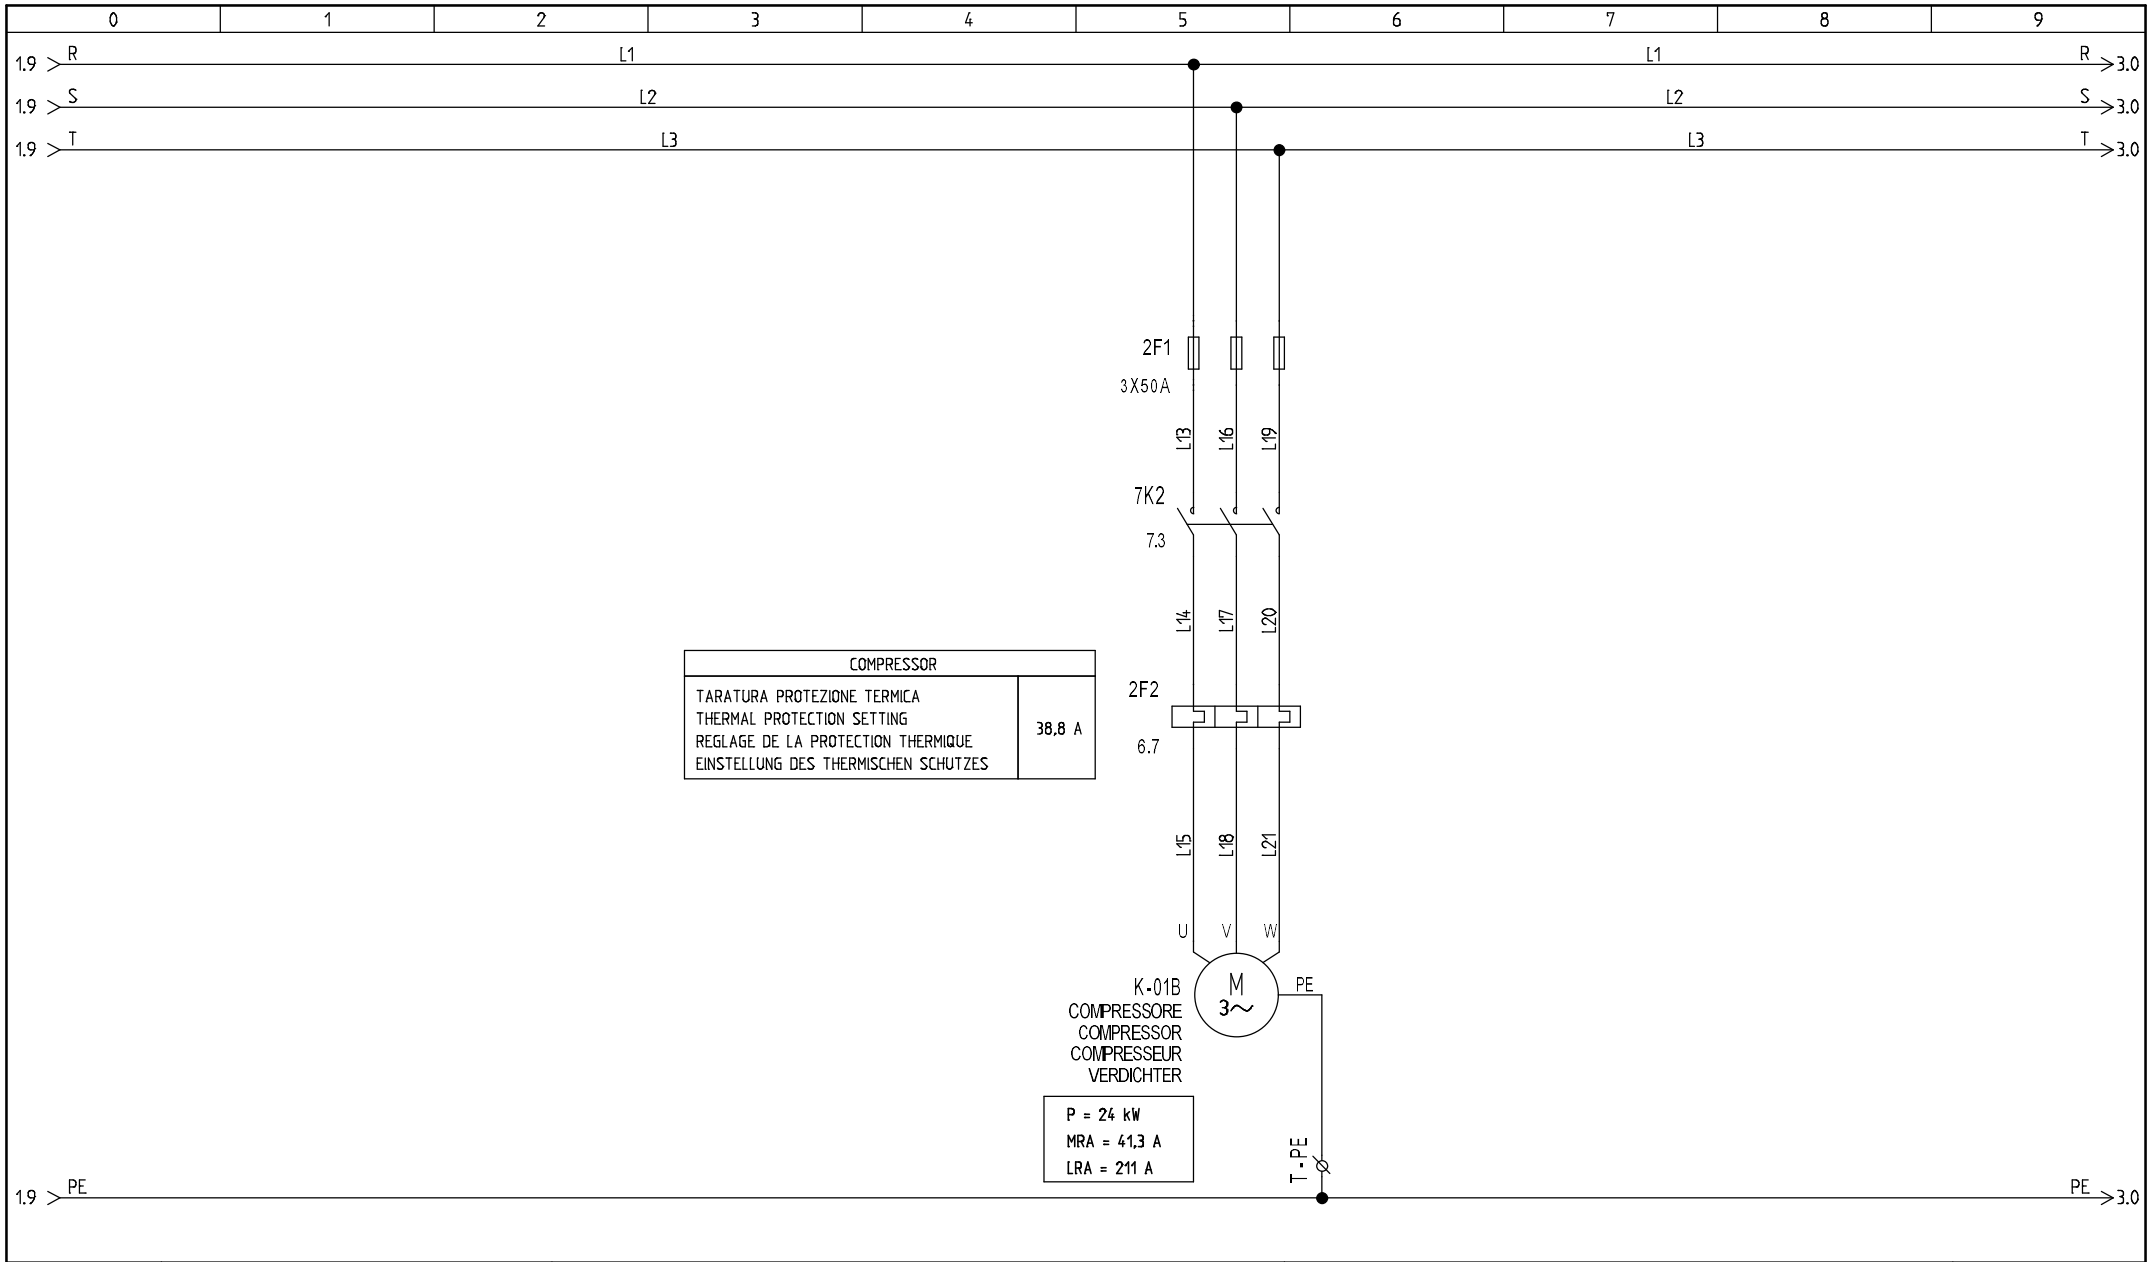 0 1 2 3 4 5 6 7 8 9
1.9 R L1 L1 R 3.0
1.9 S L2 L2 S 3.0
1.9 T L3 L3 T 3.0
2F1
3X50A
L13 L16 L19
7K2
7.3
L14 L17 L20
COMPRESSOR
TARATURA PROTEZIONE TERMICA
THERMAL PROTECTION SETTING
REGLAGE DE LA PROTECTION THERMIQUE
EINSTELLUNG DES THERMISCHEN SCHUTZES
38,8 A
2F2
6.7
L15 L18 L21
U V W
K-01B
M
3~
PE
COMPRESSORE
COMPRESSOR
COMPRESSEUR
VERDICHTER
P = 24 kW
MRA = 41,3 A
LRA = 211 A
T-PE
1.9 PE PE 3.0